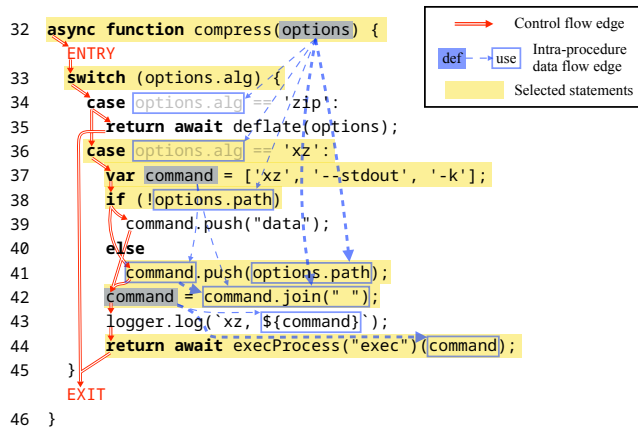 32 async function compress(options) {
ENTRY
33 switch (options.alg) {
34 case options.alg == 'zip':
35 return await deflate(options);
36 case options.alg == 'xz':
37 var command = ['xz', '--stdout', '-k'];
38 if (!options.path)
39 command.push("data");
40 else
41 command.push(options.path);
42 command = command.join(" ");
43 logger.log(`xz, ${command}`);
44 return await execProcess("exec")(command);
45 }
EXIT
46 }
Control flow edge
def use Intra-procedure
data flow edge
Selected statements